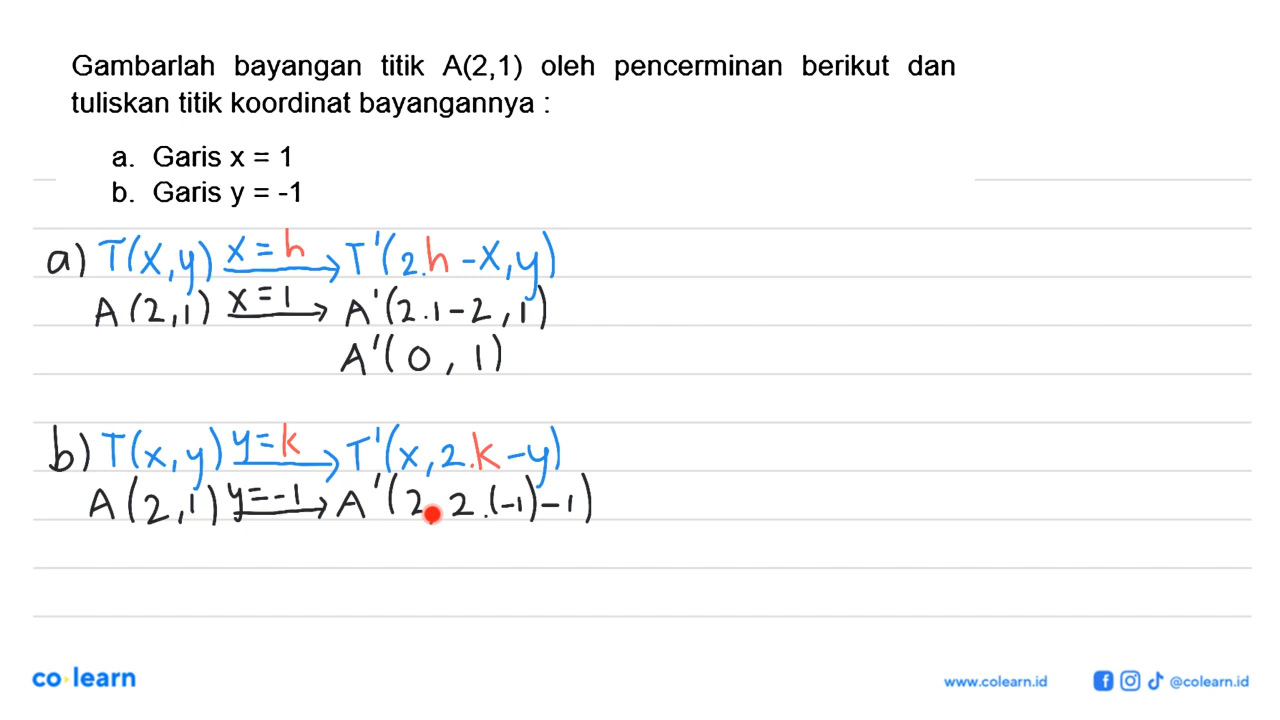 Gambarlah bayangan titik A(2,1) oleh pencerminan berikut dan
tuliskan titik koordinat bayangannya :
a. Garis x = 1
b. Garis y = -1
a) T(x,y) x=h → T'(2.h-x,y)
A(2,1) x=1 → A'(2.1-2,1)
A'(0,1)
b) T(x,y) y=k → T'(x,2.k-y)
A(2,1) y=-1 → A'(2,2.(-1)-1)
co learn
www.colearn.id
@colearn.id